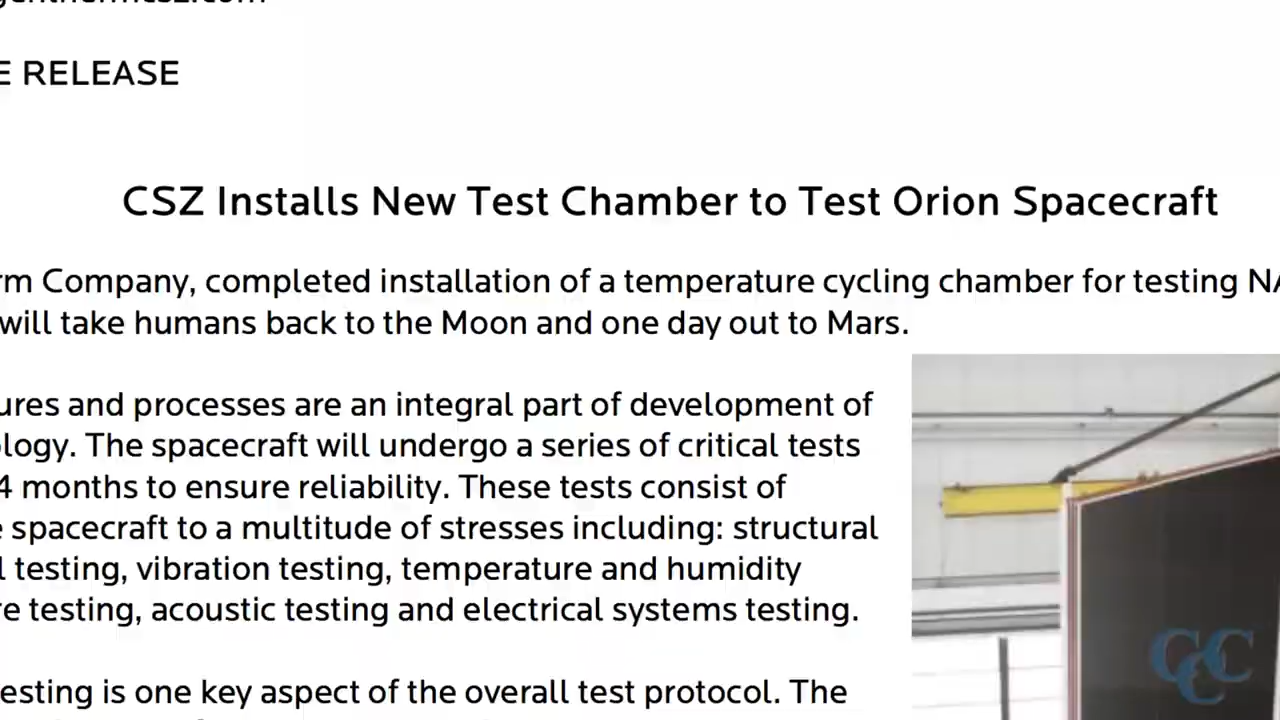 E RELEASE
CSZ Installs New Test Chamber to Test Orion Spacecraft
rm Company, completed installation of a temperature cycling chamber for testing NA
will take humans back to the Moon and one day out to Mars.
ures and processes are an integral part of development of
ology. The spacecraft will undergo a series of critical tests
4 months to ensure reliability. These tests consist of
e spacecraft to a multitude of stresses including: structural
l testing, vibration testing, temperature and humidity
re testing, acoustic testing and electrical systems testing.
esting is one key aspect of the overall test protocol. The
CCC